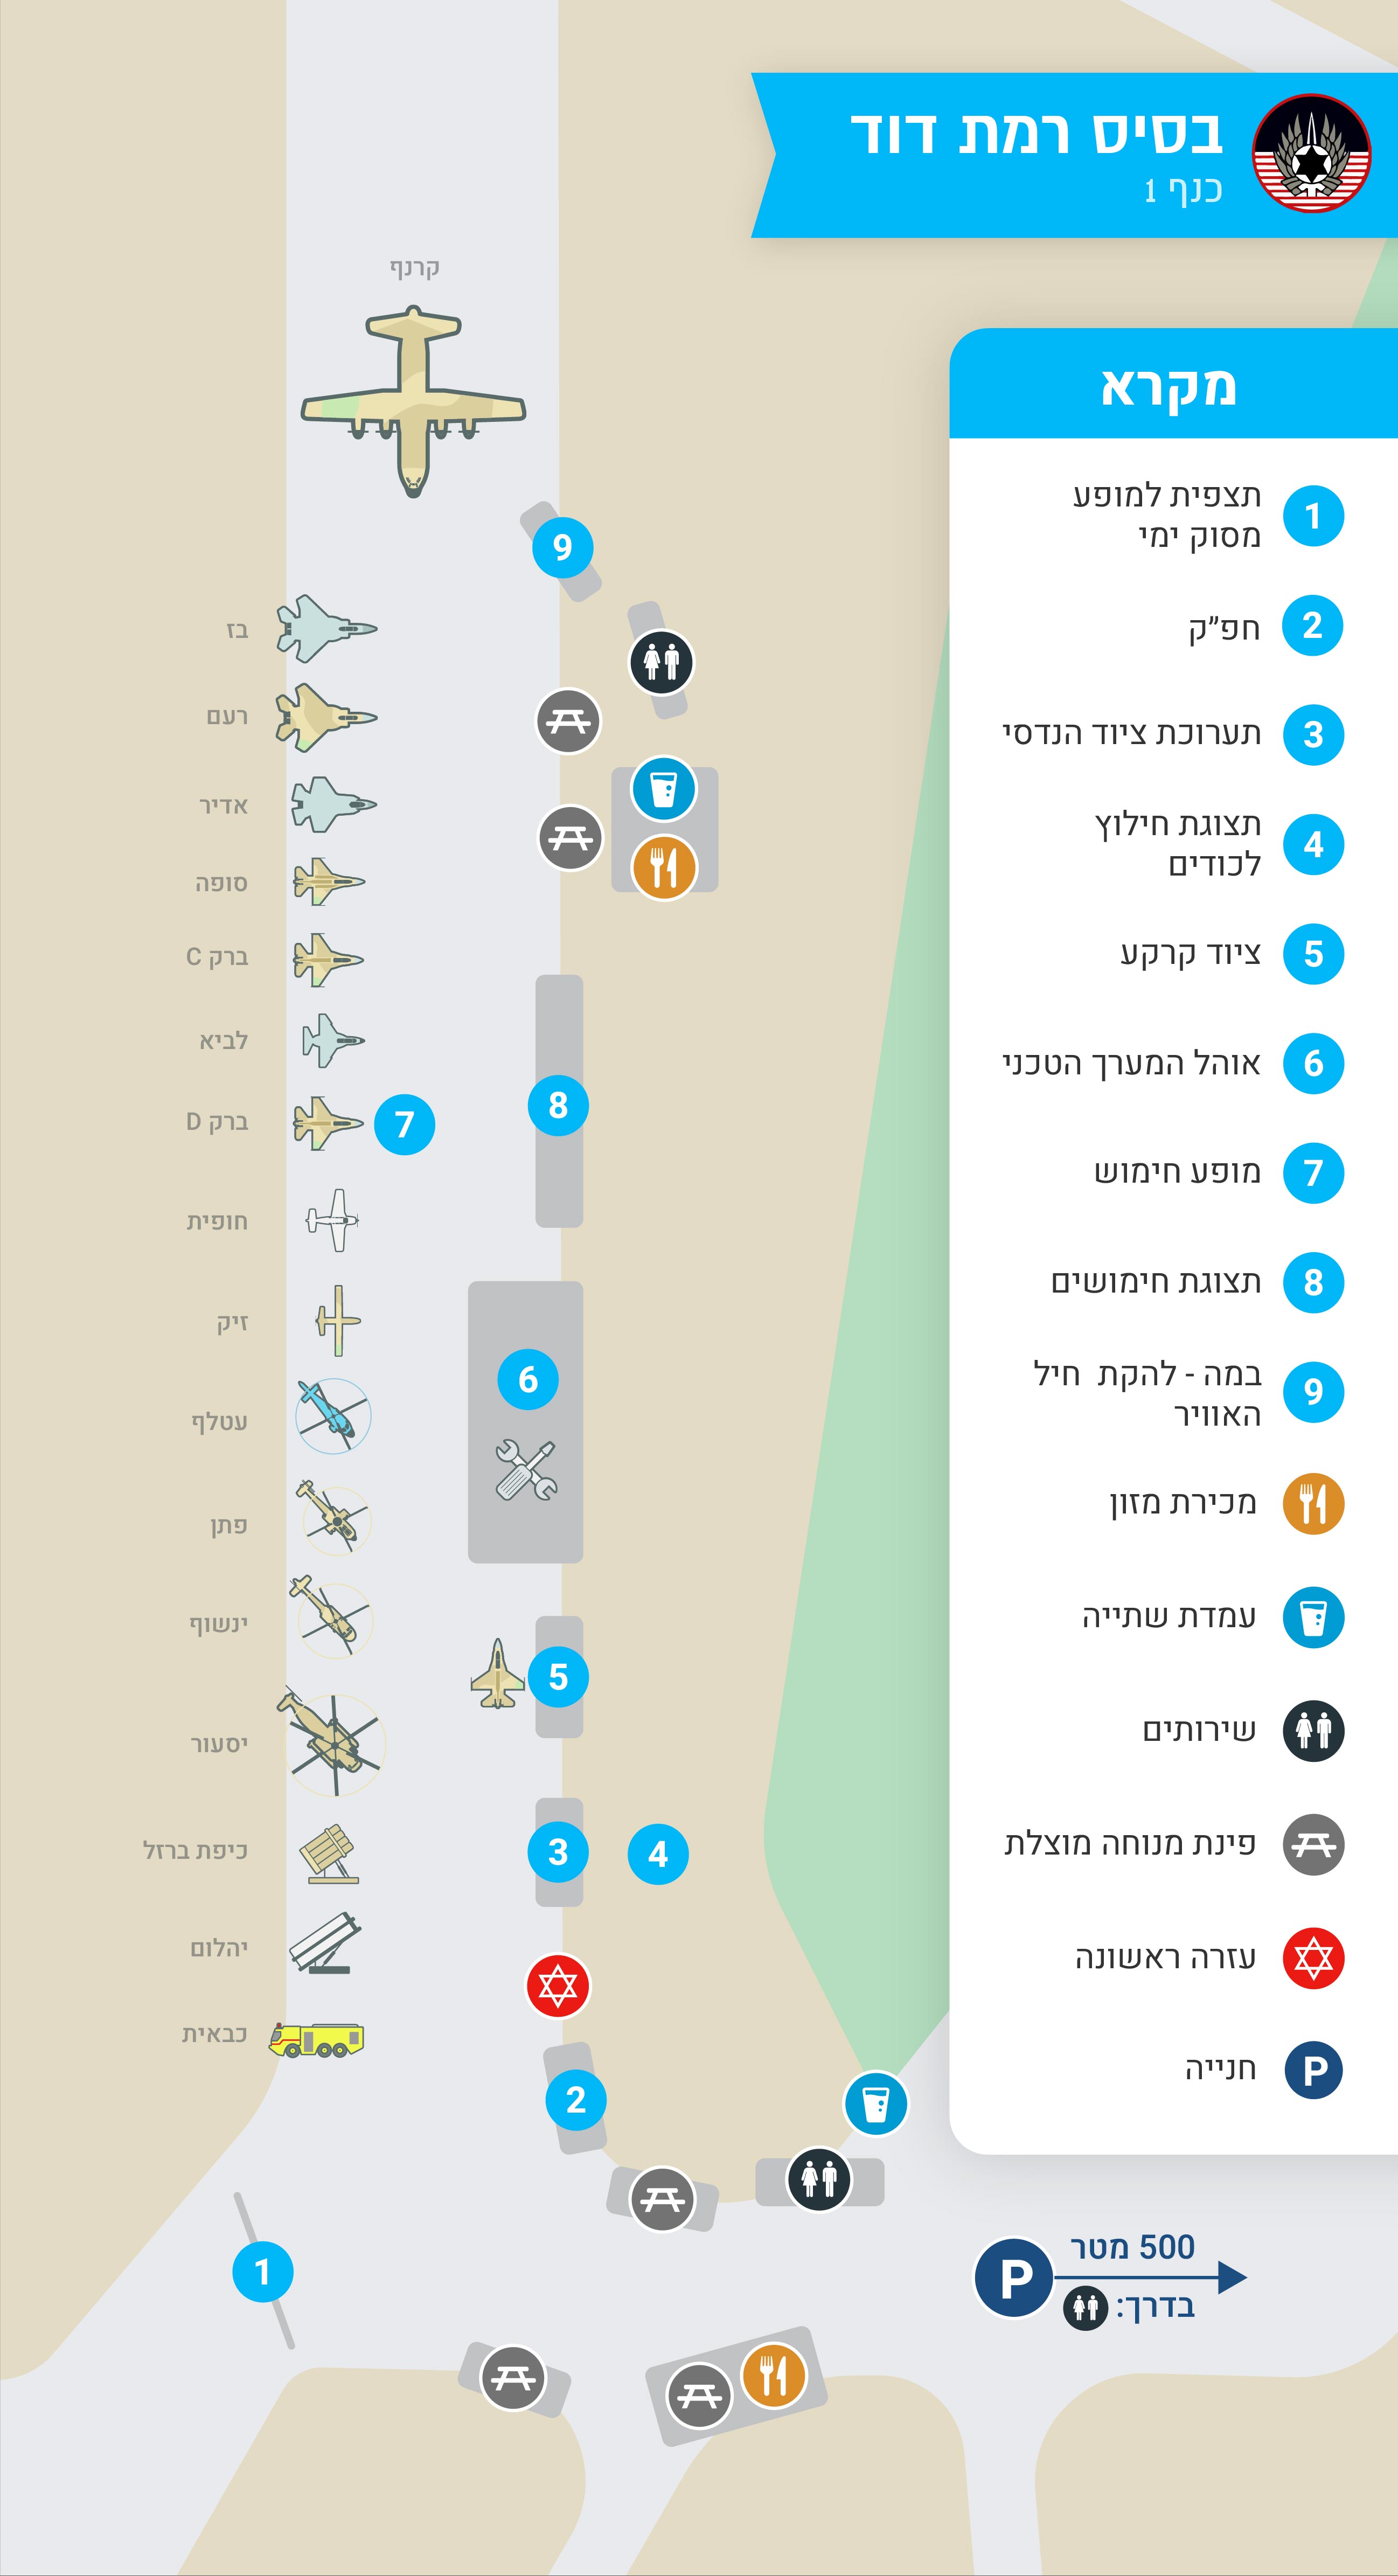 בסיס רמת דוד
כנף 1
מקרא
1 תצפית למופע
מסוק ימי
2 חפ״ק
3 תערוכת ציוד הנדסי
4 תצוגת חילוץ
לכודים
5 ציוד קרקע
6 אוהל המערך הטכני
7 מופע חימוש
8 תצוגת חימושים
9 במה - להקת חיל
האוויר
מכירת מזון
עמדת שתייה
שירותים
פינת מנוחה מוצלת
עזרה ראשונה
P חנייה
קרנף
9
בז
רעם
אדיר
סופה
ברק C
לביא
8
7 ברק D
חופית
זיק
6
עטלף
פתן
ינשוף
5
יסעור
4 3 כיפת ברזל
יהלום
כבאית
2
1
500 מטר
P
בדרך: